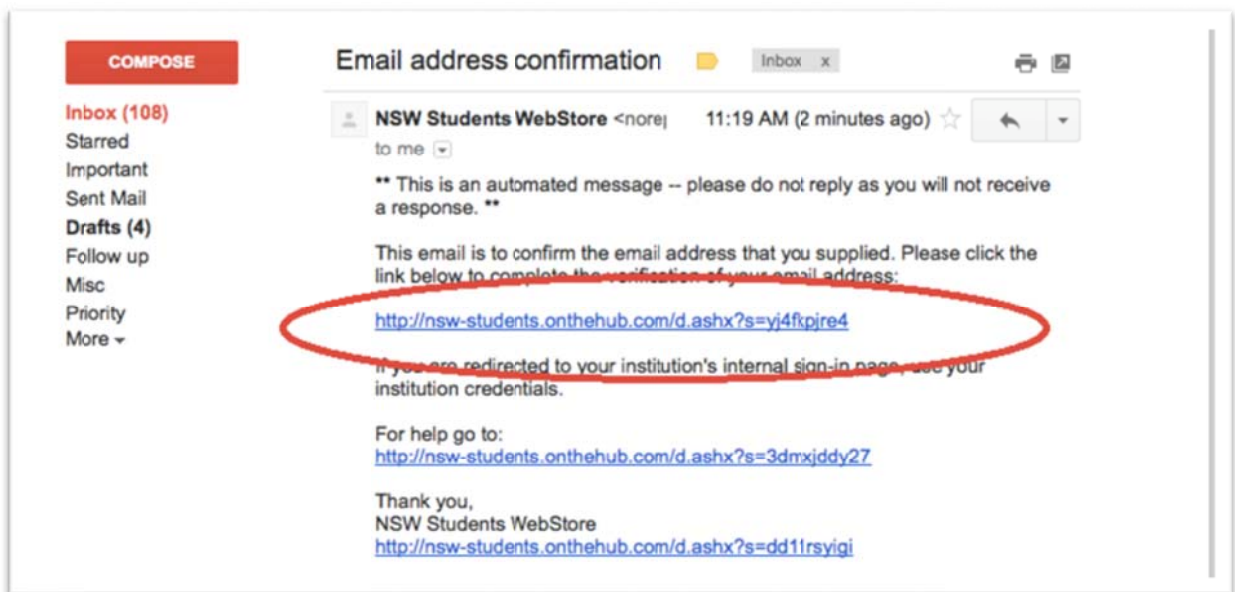 COMPOSE
Inbox (108)
Starred
Important
Sent Mail
Drafts (4)
Follow up
Misc
Priority
More
Email address confirmation
Inbox x
NSW Students WebStore <nore
11:19 AM (2 minutes ago)
to me
** This is an automated message -- please do not reply as you will not receive
a response. **
This email is to confirm the email address that you supplied. Please click the
link below to complete the verification of your email address:
http://nsw-students.onthehub.com/d.ashx?s=yj4fkpjre4
If you are redirected to your institution's internal sign-in page, use your
institution credentials.
For help go to:
http://nsw-students.onthehub.com/d.ashx?s=3dmxjddy27
Thank you,
NSW Students WebStore
http://nsw-students.onthehub.com/d.ashx?s=dd11rsyigi